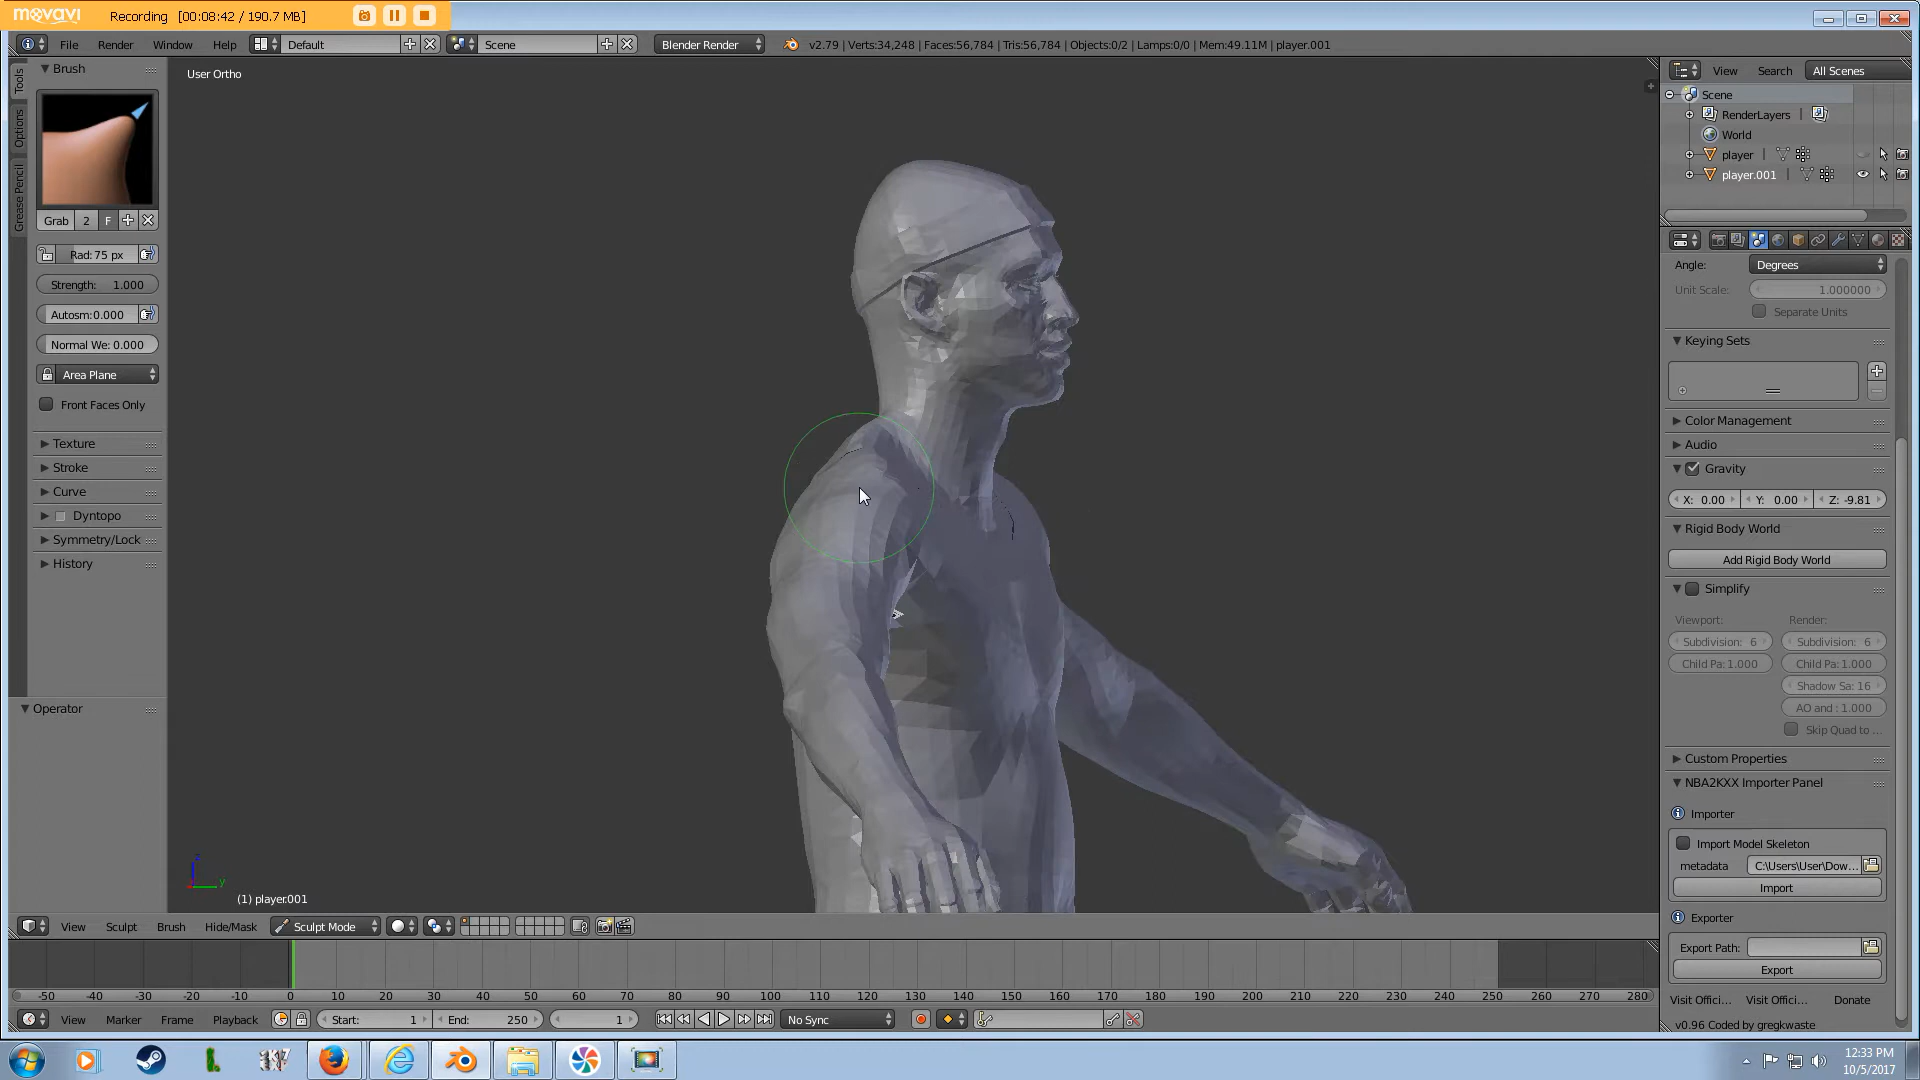 movavi Recording [00:08:42 / 190.7 MB]
File Render Window Help Default Scene Blender Render v2.79 | Verts:34,248 | Faces:56,784 | Tris:56,784 | Objects:0/2 | Lamps:0/0 | Mem:49.11M | player.001
Tools
Options
Grease Pencil
Brush
Grab 2 F
Rad: 75 px
Strength: 1.000
Autosm: 0.000
Normal We: 0.000
Area Plane
Front Faces Only
Texture
Stroke
Curve
Dyntopo
Symmetry/Lock
History
Operator
User Ortho
z
y
(1) player.001
View Sculpt Brush Hide/Mask Sculpt Mode
View Search All Scenes
Scene
RenderLayers
World
player
player.001
Angle: Degrees
Unit Scale: 1.000000
Separate Units
Keying Sets
Color Management
Audio
Gravity
X: 0.00 Y: 0.00 Z: -9.81
Rigid Body World
Add Rigid Body World
Simplify
Viewport: Render:
Subdivision: 6 Subdivision: 6
Child Pa: 1.000 Child Pa: 1.000
Shadow Sa: 16
AO and : 1.000
Skip Quad to ...
Custom Properties
NBA2KXX Importer Panel
Importer
Import Model Skeleton
metadata C:\Users\User\Dow...
Import
Exporter
Export Path:
Export
Visit Offici... Visit Offici... Donate
v0.96 Coded by gregkwaste
-50 -40 -30 -20 -10 0 10 20 30 40 50 60 70 80 90 100 110 120 130 140 150 160 170 180 190 200 210 220 230 240 250 260 270 280
View Marker Frame Playback Start: 1 End: 250 1 No Sync
2K17
12:33 PM
10/5/2017